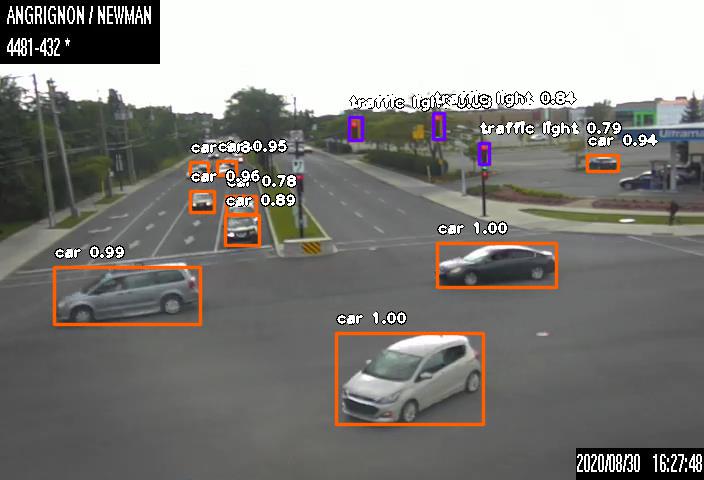 ANGRIGNON / NEWMAN
4481-432 *
traffic light 0.84
traffic light 0.79
car 0.94
car 0.95
car 0.96
car 0.78
car 0.89
car 0.99
car 1.00
car 1.00
Ultramar
2020/08/30 16:27:48